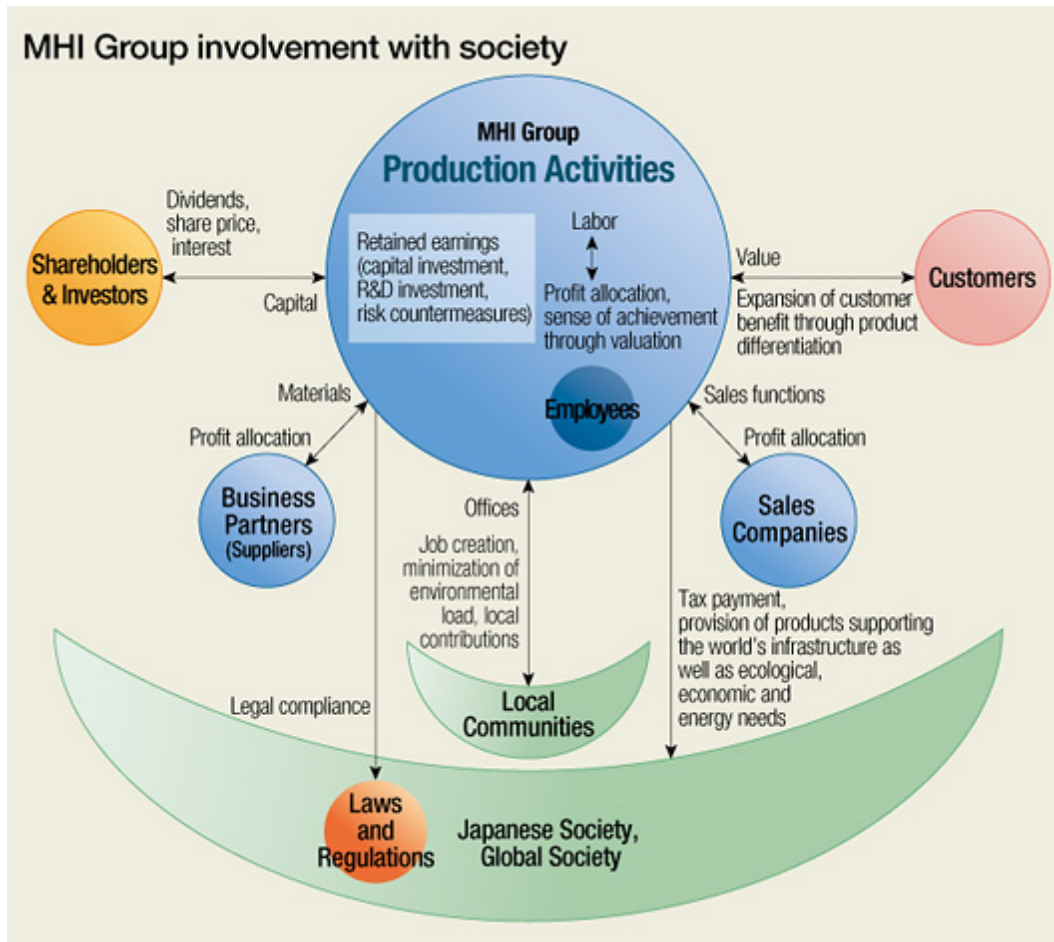 MHI Group involvement with society
MHI Group
Production Activities
Dividends,
share price,
interest
Shareholders
& Investors
Capital
Retained earnings
(capital investment,
R&D investment,
risk countermeasures)
Labor
Profit allocation,
sense of achievement
through valuation
Employees
Value
Expansion of customer
benefit through product
differentiation
Customers
Materials
Profit allocation
Business
Partners
(Suppliers)
Sales functions
Profit allocation
Sales
Companies
Offices
Job creation,
minimization of
environmental
load, local
contributions
Local
Communities
Tax payment,
provision of products supporting
the world's infrastructure as
well as ecological,
economic and
energy needs
Legal compliance
Laws
and
Regulations
Japanese Society,
Global Society